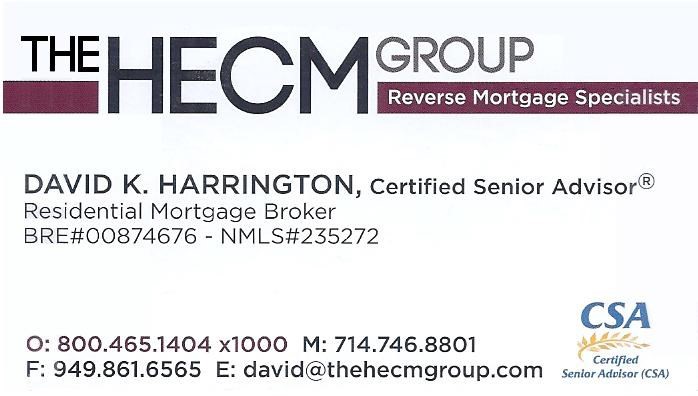 THE HECM GROUP
Reverse Mortgage Specialists
DAVID K. HARRINGTON, Certified Senior Advisor®
Residential Mortgage Broker
BRE#00874676 - NMLS#235272
O: 800.465.1404 x1000 M: 714.746.8801
F: 949.861.6565 E: david@thehecmgroup.com
CSA
Certified
Senior Advisor (CSA)